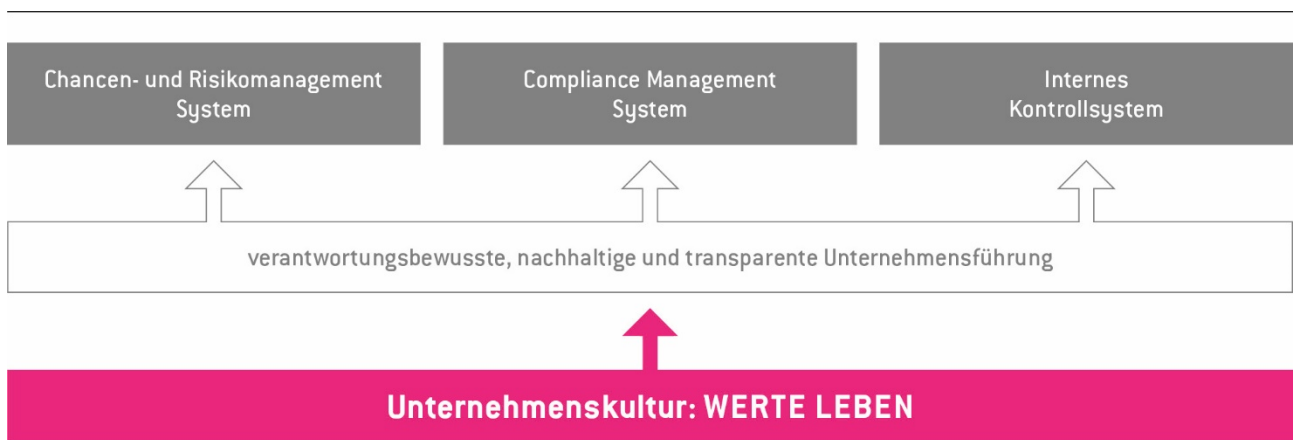 Chancen- und Risikomanagement
System
Compliance Management
System
Internes
Kontrollsystem
verantwortungsbewusste, nachhaltige und transparente Unternehmensführung
Unternehmenskultur: WERTE LEBEN